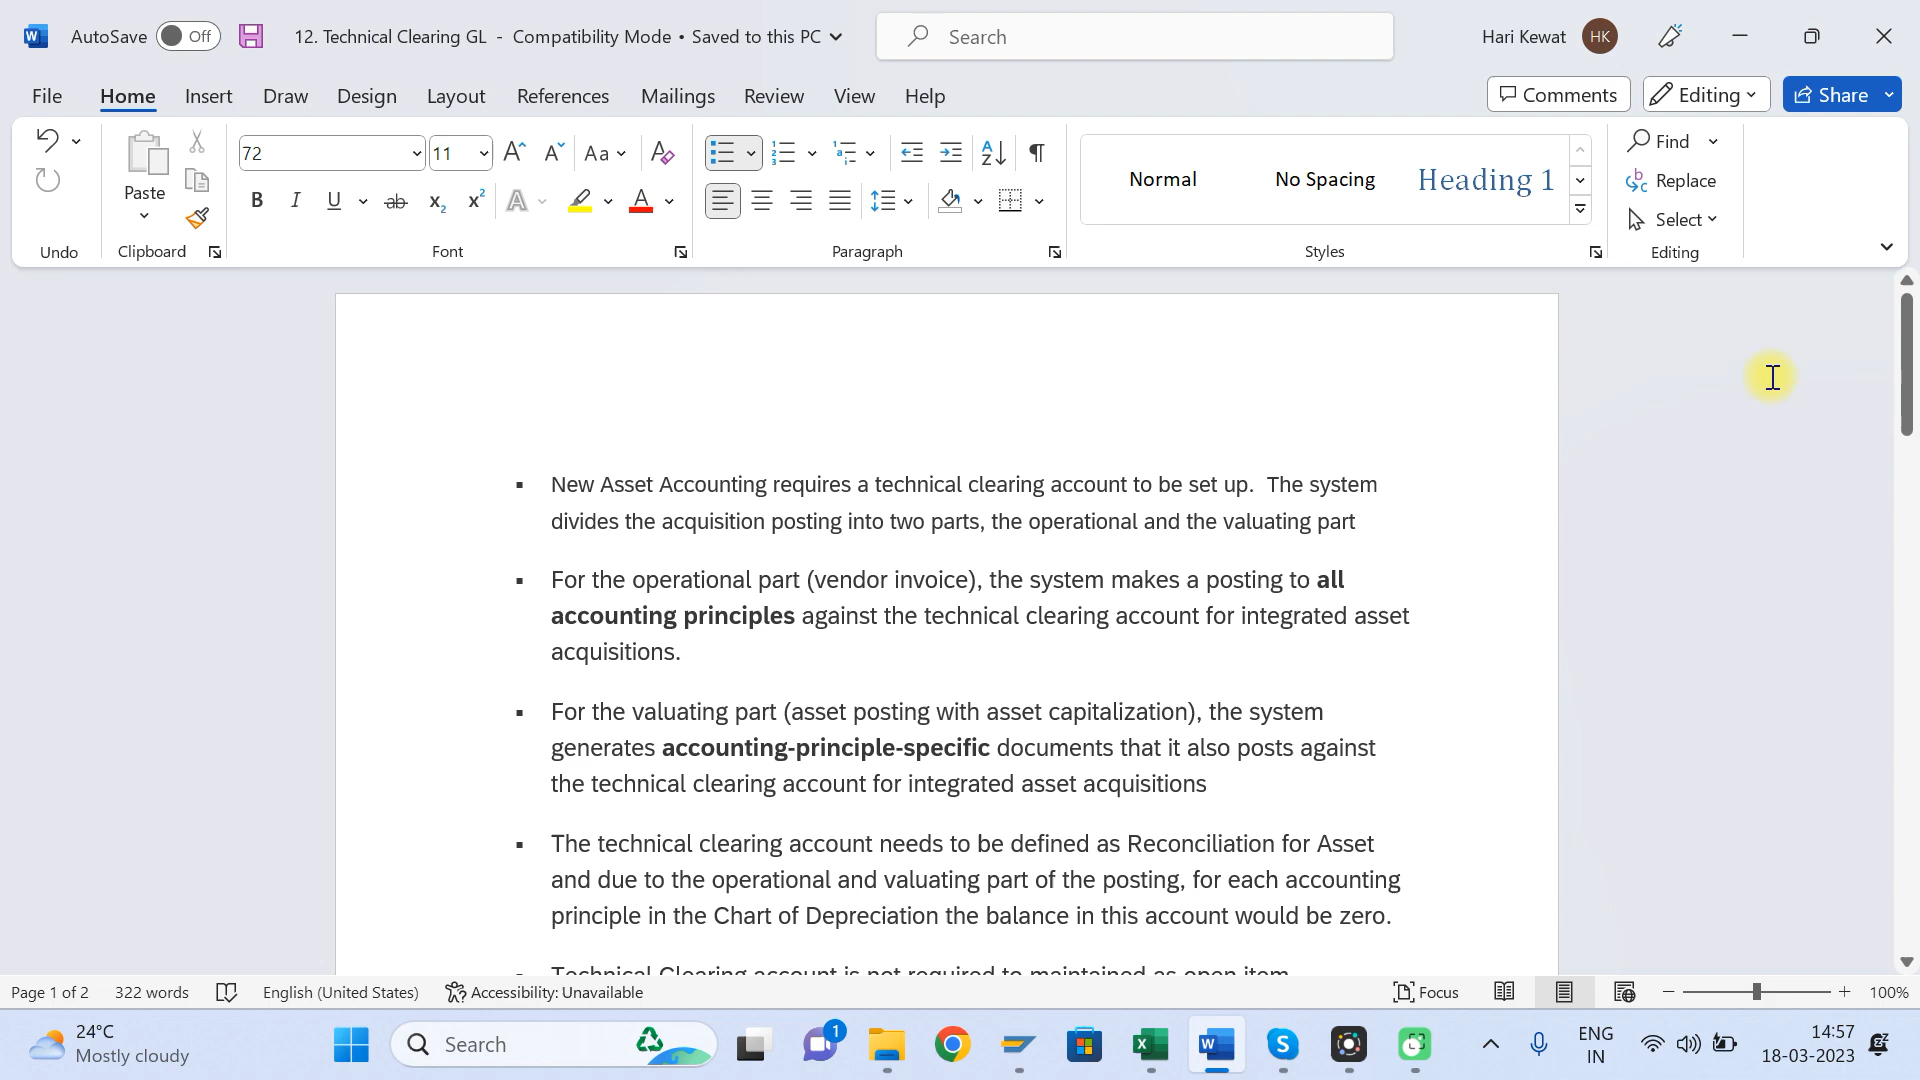 AutoSave Off 12. Technical Clearing GL - Compatibility Mode • Saved to this PC Search Hari Kewat HK
File Home Insert Draw Design Layout References Mailings Review View Help Comments Editing Share
Paste
72 11 Aa
B I U ab x₂ x² A A
A Z
Normal No Spacing Heading 1
Find
Replace
Select
Undo Clipboard Font Paragraph Styles Editing
▪ New Asset Accounting requires a technical clearing account to be set up. The system
divides the acquisition posting into two parts, the operational and the valuating part
▪ For the operational part (vendor invoice), the system makes a posting to all
accounting principles against the technical clearing account for integrated asset
acquisitions.
▪ For the valuating part (asset posting with asset capitalization), the system
generates accounting-principle-specific documents that it also posts against
the technical clearing account for integrated asset acquisitions
▪ The technical clearing account needs to be defined as Reconciliation for Asset
and due to the operational and valuating part of the posting, for each accounting
principle in the Chart of Depreciation the balance in this account would be zero.
Technical Clearing account is not required to maintained as open item
Page 1 of 2 322 words English (United States) Accessibility: Unavailable Focus 100%
24°C
Mostly cloudy
Search
1
ENG
IN
14:57
18-03-2023